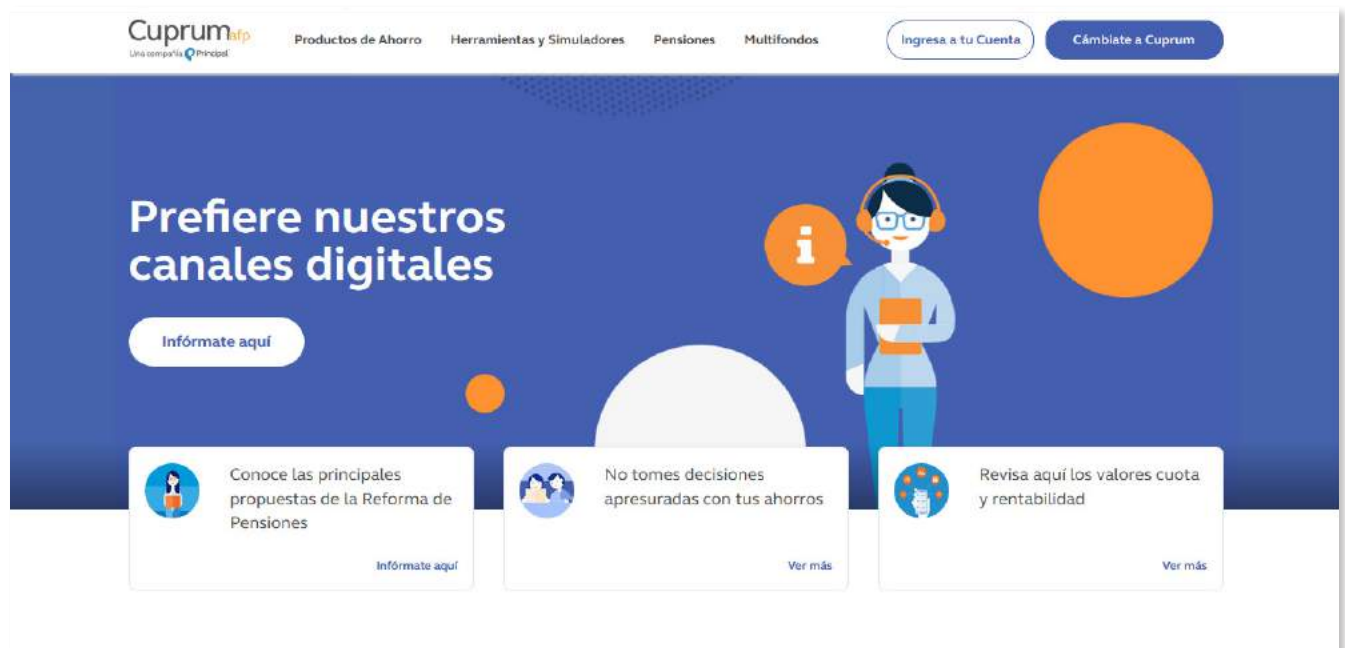 Cuprum afp
Una compañía Principal
Productos de Ahorro
Herramientas y Simuladores
Pensiones
Multifondos
Ingresa a tu Cuenta
Cámbiate a Cuprum
Prefiere nuestros
canales digitales
Infórmate aquí
i
Conoce las principales
propuestas de la Reforma de
Pensiones
Infórmate aquí
No tomes decisiones
apresuradas con tus ahorros
Ver más
Revisa aquí los valores cuota
y rentabilidad
Ver más